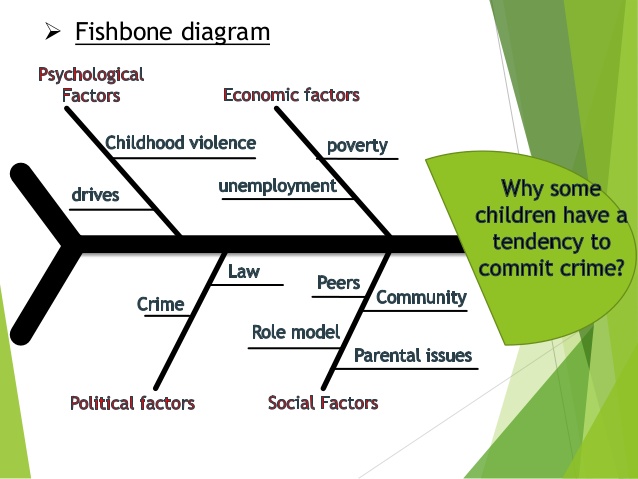 ➢ Fishbone diagram
Psychological
Factors
Economic factors
Childhood violence
poverty
drives
unemployment
Why some
children have a
tendency to
commit crime?
Law
Peers
Community
Crime
Role model
Parental issues
Political factors
Social Factors